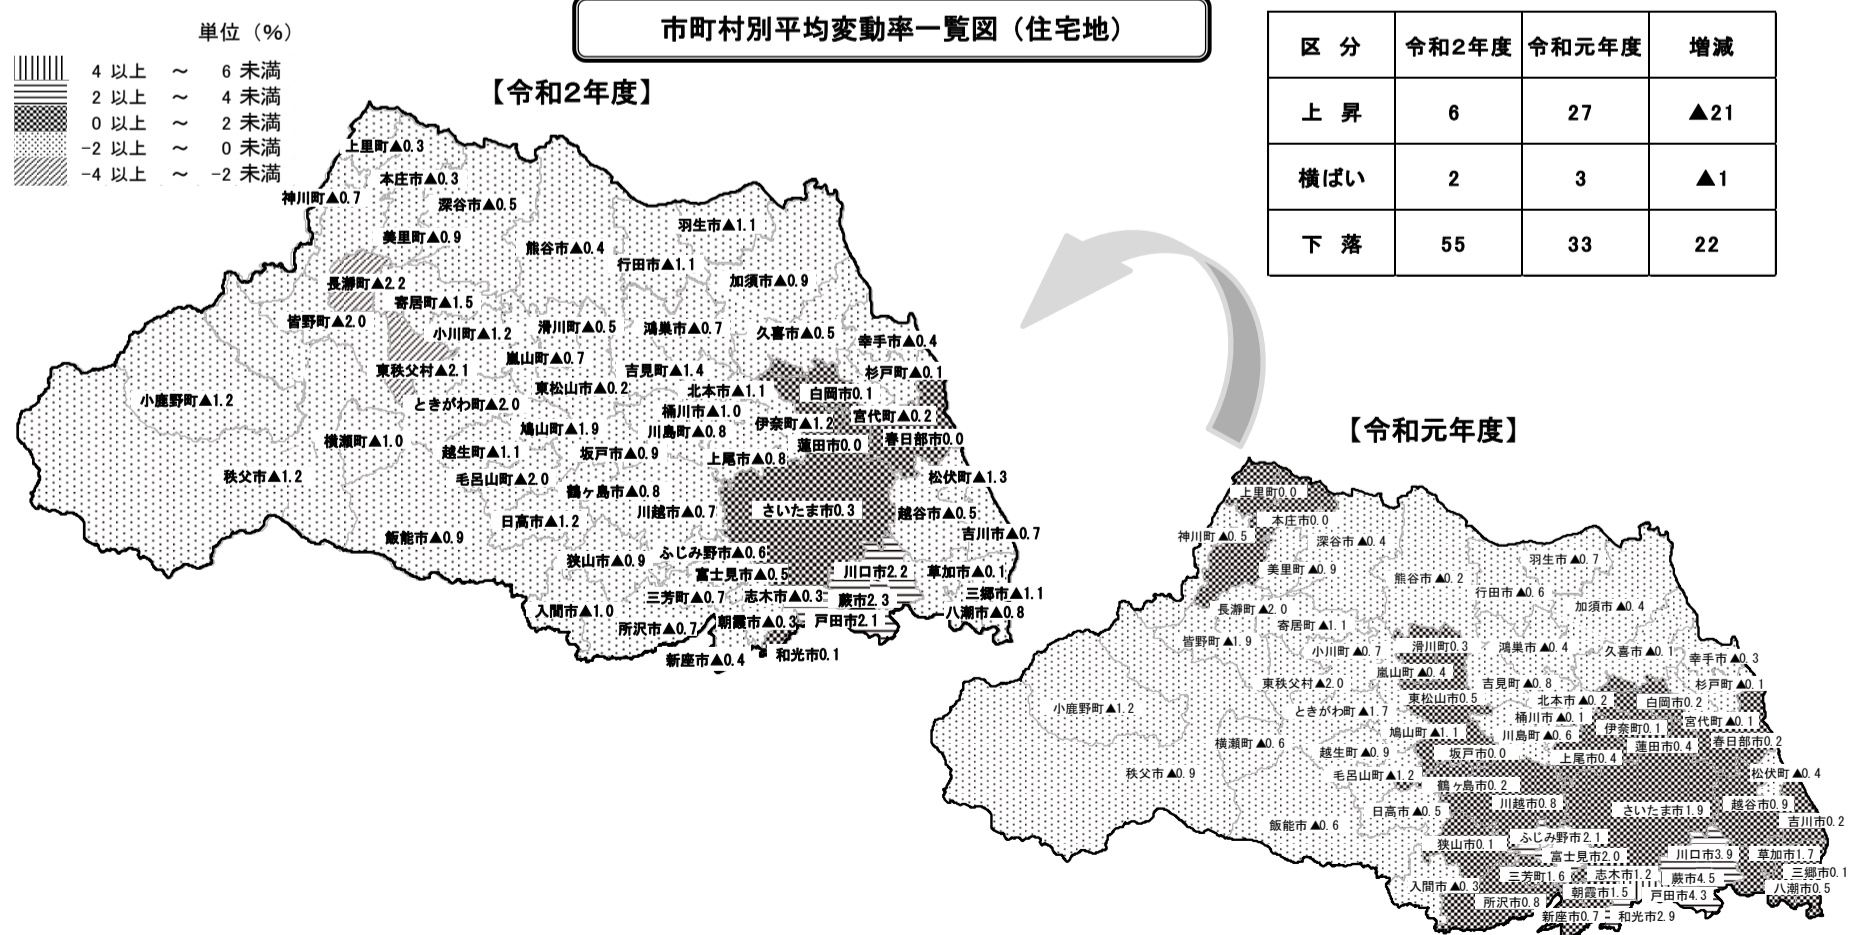 市町村別平均変動率一覧図（住宅地）
単位（%）
4 以上 ～ 6 未満
2 以上 ～ 4 未満
0 以上 ～ 2 未満
-2 以上 ～ 0 未満
-4 以上 ～ -2 未満
区 分 令和2年度 令和元年度 増減
上 昇 6 27 ▲21
横ばい 2 3 ▲1
下 落 55 33 22
【令和2年度】
上里町▲0.3
本庄市▲0.3
神川町▲0.7
深谷市▲0.5
羽生市▲1.1
美里町▲0.9
熊谷市▲0.4
行田市▲1.1
加須市▲0.9
長瀞町▲2.2
寄居町▲1.5
皆野町▲2.0
小川町▲1.2
滑川町▲0.5
鴻巣市▲0.7
久喜市▲0.5
幸手市▲0.4
嵐山町▲0.7
東秩父村▲2.1
吉見町▲1.4
杉戸町▲0.1
東松山市▲0.2
北本市▲1.1
白岡市0.1
小鹿野町▲1.2
ときがわ町▲2.0
桶川市▲1.0
宮代町▲0.2
伊奈町▲1.2
鳩山町▲1.9
川島町▲0.8
横瀬町▲1.0
春日部市0.0
蓮田市0.0
越生町▲1.1
坂戸市▲0.9
上尾市▲0.8
秩父市▲1.2
毛呂山町▲2.0
松伏町▲1.3
鶴ヶ島市▲0.8
川越市▲0.7
さいたま市0.3
越谷市▲0.5
日高市▲1.2
吉川市▲0.7
飯能市▲0.9
ふじみ野市▲0.6
狭山市▲0.9
富士見市▲0.5
川口市2.2
草加市▲0.1
三芳町▲0.7
志木市▲0.3
蕨市2.3
三郷市▲1.1
入間市▲1.0
八潮市▲0.8
所沢市▲0.7
朝霞市▲0.3
戸田市2.1
新座市▲0.4
和光市0.1
【令和元年度】
上里町0.0
本庄市0.0
神川町▲0.5
深谷市▲0.4
羽生市▲0.7
美里町▲0.9
熊谷市▲0.2
行田市▲0.6
加須市▲0.4
長瀞町▲2.0
寄居町▲1.1
皆野町▲1.9
小川町▲0.7
滑川町0.3
鴻巣市▲0.4
久喜市▲0.1
幸手市▲0.3
嵐山町▲0.4
東秩父村▲2.0
吉見町▲0.8
杉戸町▲0.1
東松山市0.5
北本市▲0.2
白岡市0.2
小鹿野町▲1.2
ときがわ町▲1.7
桶川市▲0.1
宮代町▲0.1
伊奈町0.1
鳩山町▲1.1
川島町▲0.6
横瀬町▲0.6
春日部市0.2
蓮田市0.4
越生町▲0.9
坂戸市0.0
上尾市0.4
秩父市▲0.9
毛呂山町▲1.2
松伏町▲0.4
鶴ヶ島市0.2
川越市0.8
さいたま市1.9
越谷市0.9
日高市▲0.5
吉川市0.2
飯能市▲0.6
ふじみ野市2.1
狭山市0.1
富士見市2.0
川口市3.9
草加市1.7
三芳町1.6
志木市1.2
蕨市4.5
三郷市0.1
入間市▲0.3
八潮市0.5
朝霞市1.5
戸田市4.3
所沢市0.8
新座市0.7
和光市2.9